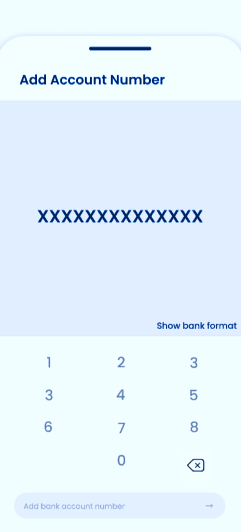 Add Account Number
XXXXXXXXXXXXXX
Show bank format
1 2 3
3 4 5
6 7 8
0
Add bank account number →